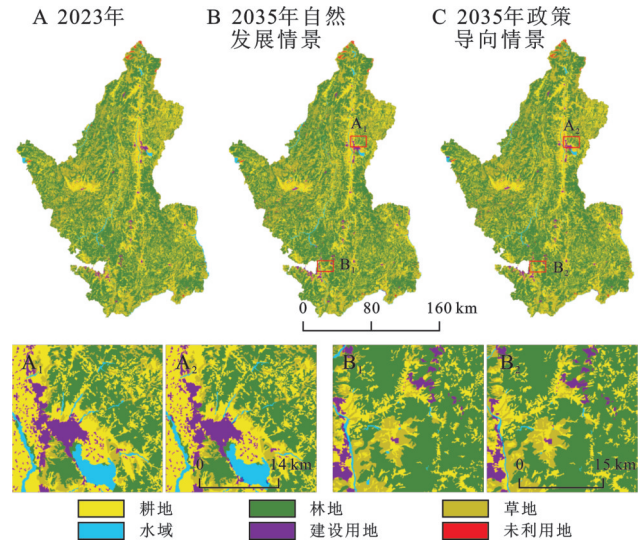 A 2023年
B 2035年自然
发展情景
C 2035年政策
导向情景
A1
A2
B1
B
0 80 160 km
A1
A2
B1
B
0 14 km
0 15 km
耕地
林地
草地
水域
建设用地
未利用地